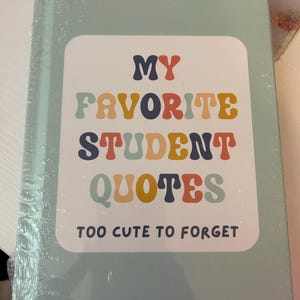 MY
FAVORITE
STUDENT
QUOTES
TOO CUTE TO FORGET